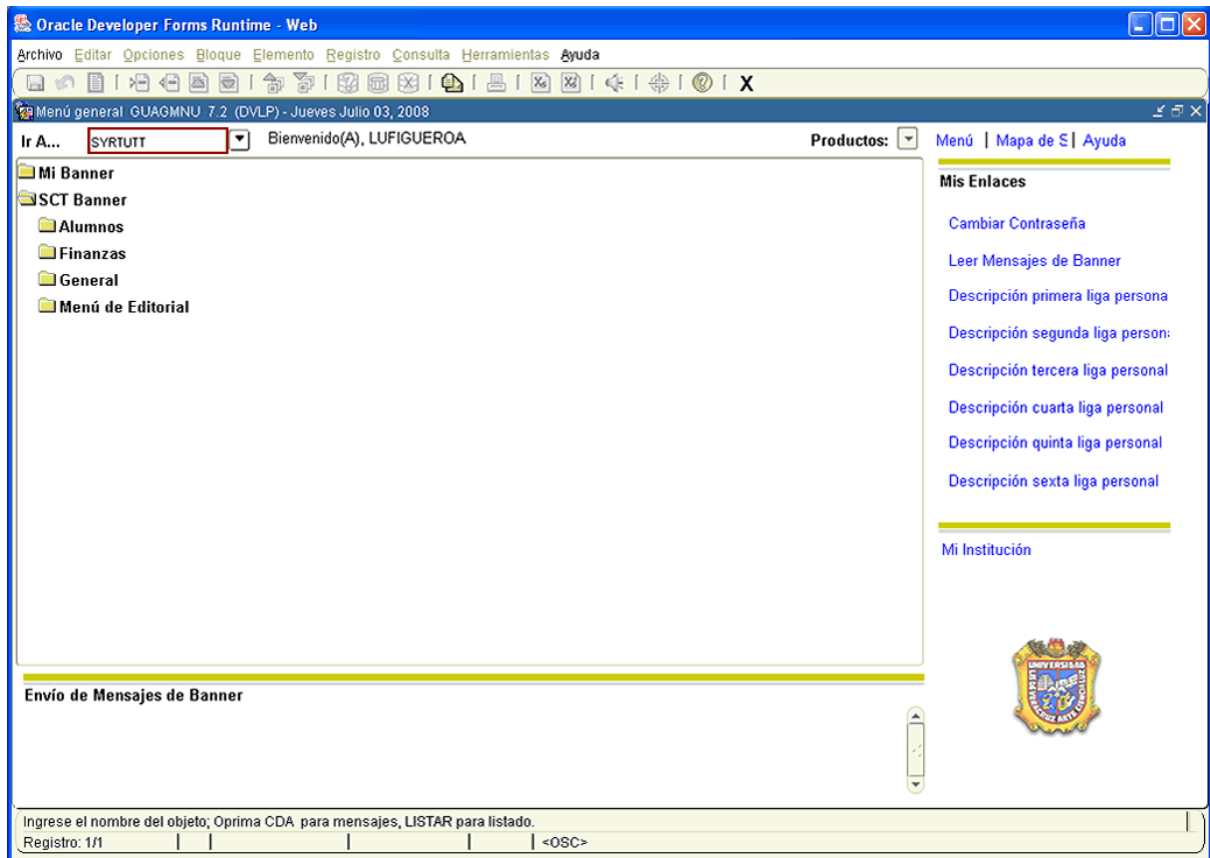 Oracle Developer Forms Runtime - Web
Archivo Editar Opciones Bloque Elemento Registro Consulta Herramientas Ayuda
X
Menú general GUAGMNU 7.2 (DVLP) - Jueves Julio 03, 2008
Ir A... SYRTUTT Bienvenido(A), LUFIGUEROA Productos: Menú | Mapa de S | Ayuda
Mi Banner
SCT Banner
Alumnos
Finanzas
General
Menú de Editorial
Mis Enlaces
Cambiar Contraseña
Leer Mensajes de Banner
Descripción primera liga persona
Descripción segunda liga person
Descripción tercera liga personal
Descripción cuarta liga personal
Descripción quinta liga personal
Descripción sexta liga personal
Mi Institución
UNIVERSIDAD
Envío de Mensajes de Banner
Ingrese el nombre del objeto; Oprima CDA para mensajes, LISTAR para listado.
Registro: 1/1 <OSC>